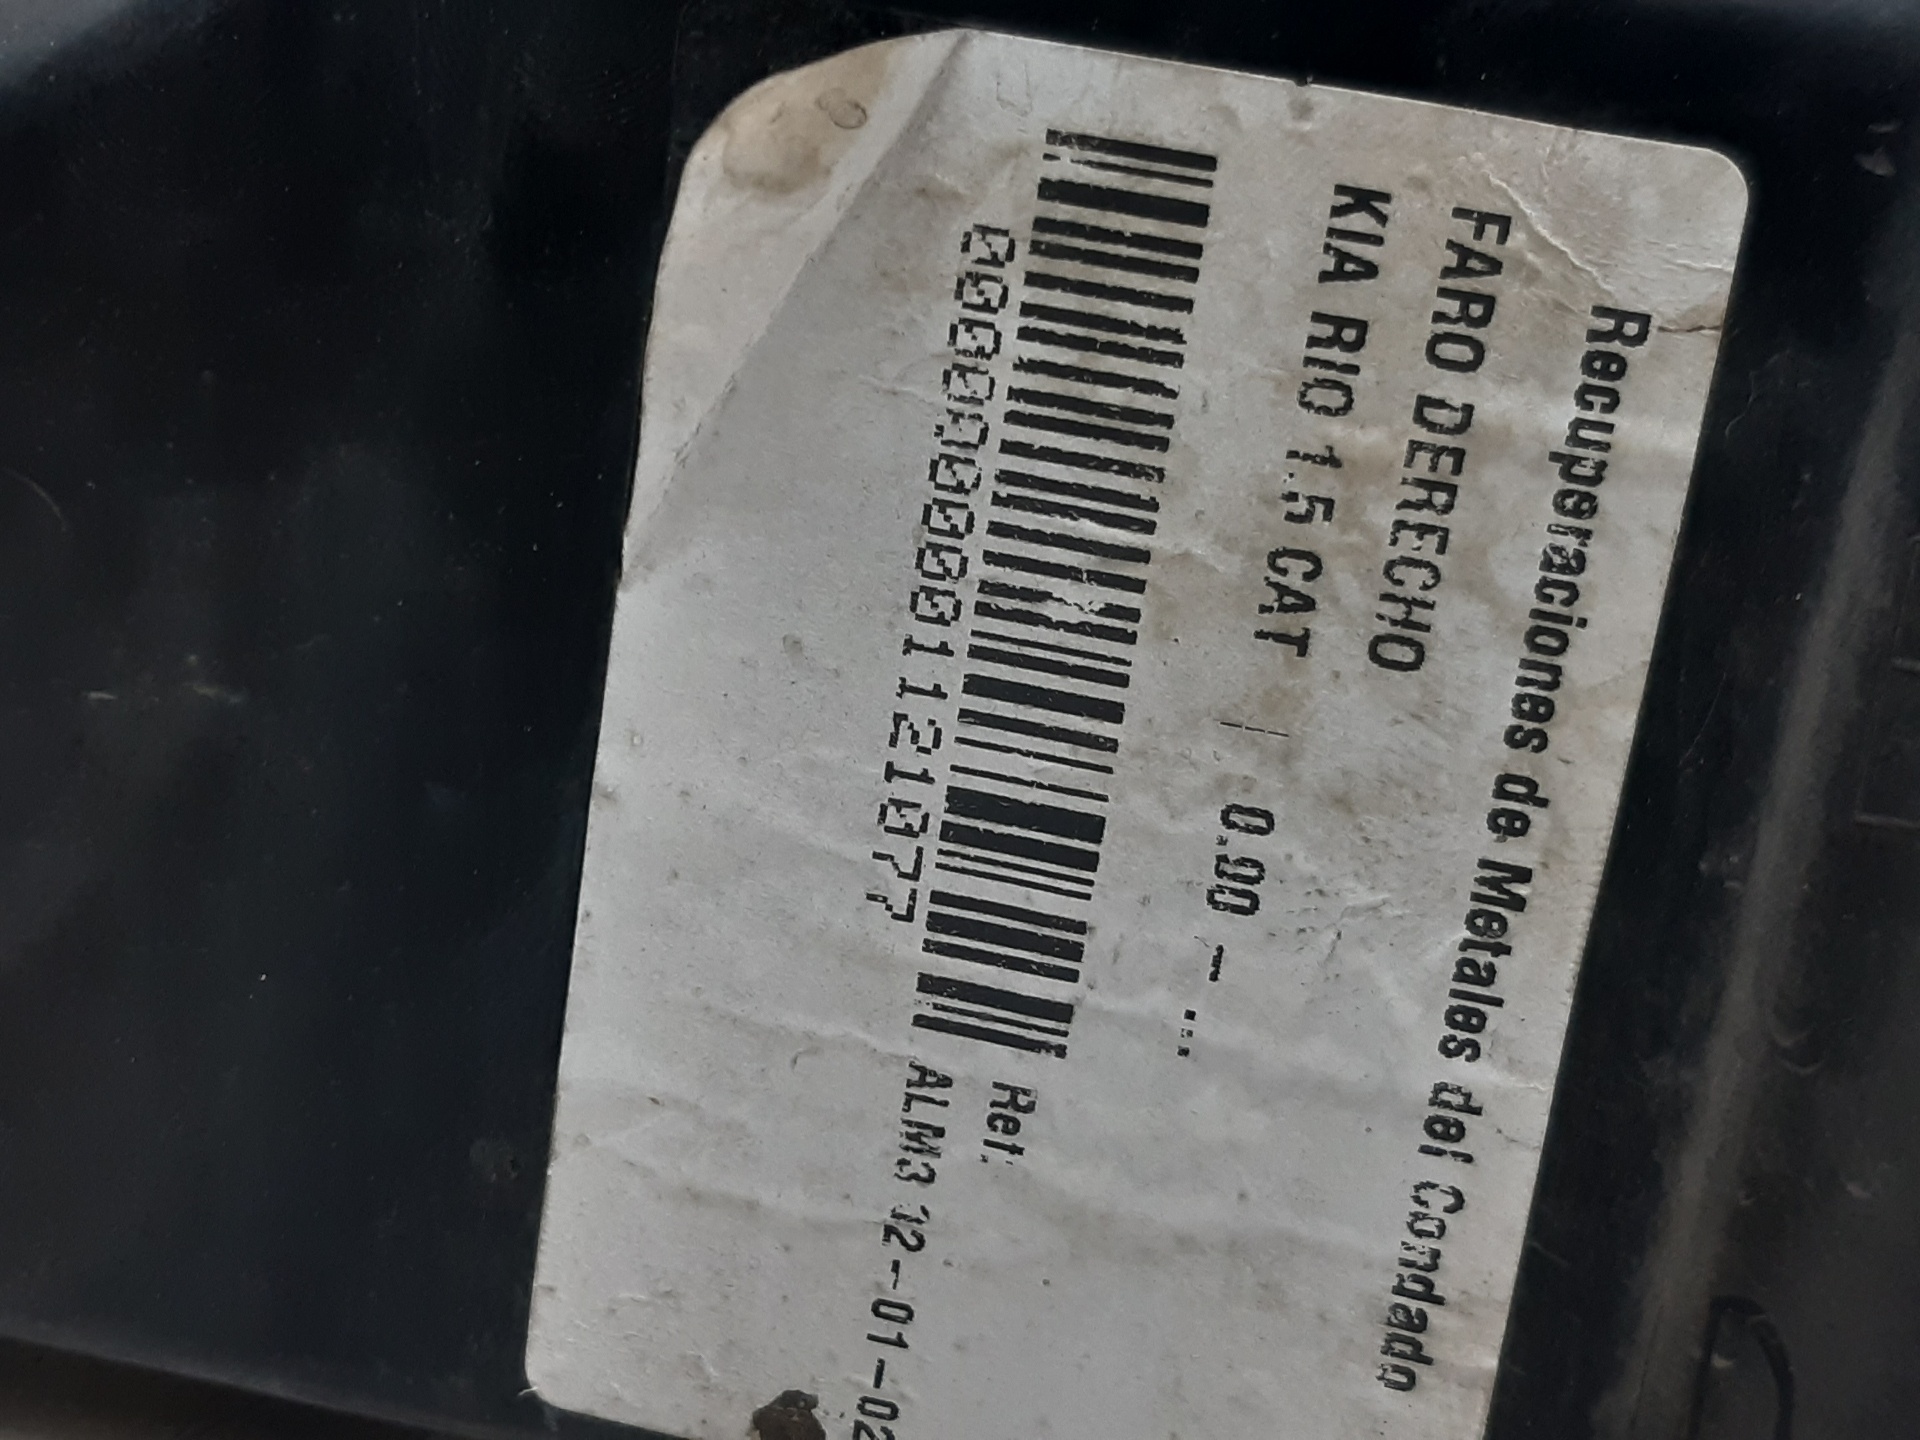 Recuperaciones de Metales del Condado
FARO DERECHO
KIA RIO 1.5 CAT | 0.00 - ...
Ref:
0000000001121077 ALM3 12-01-02